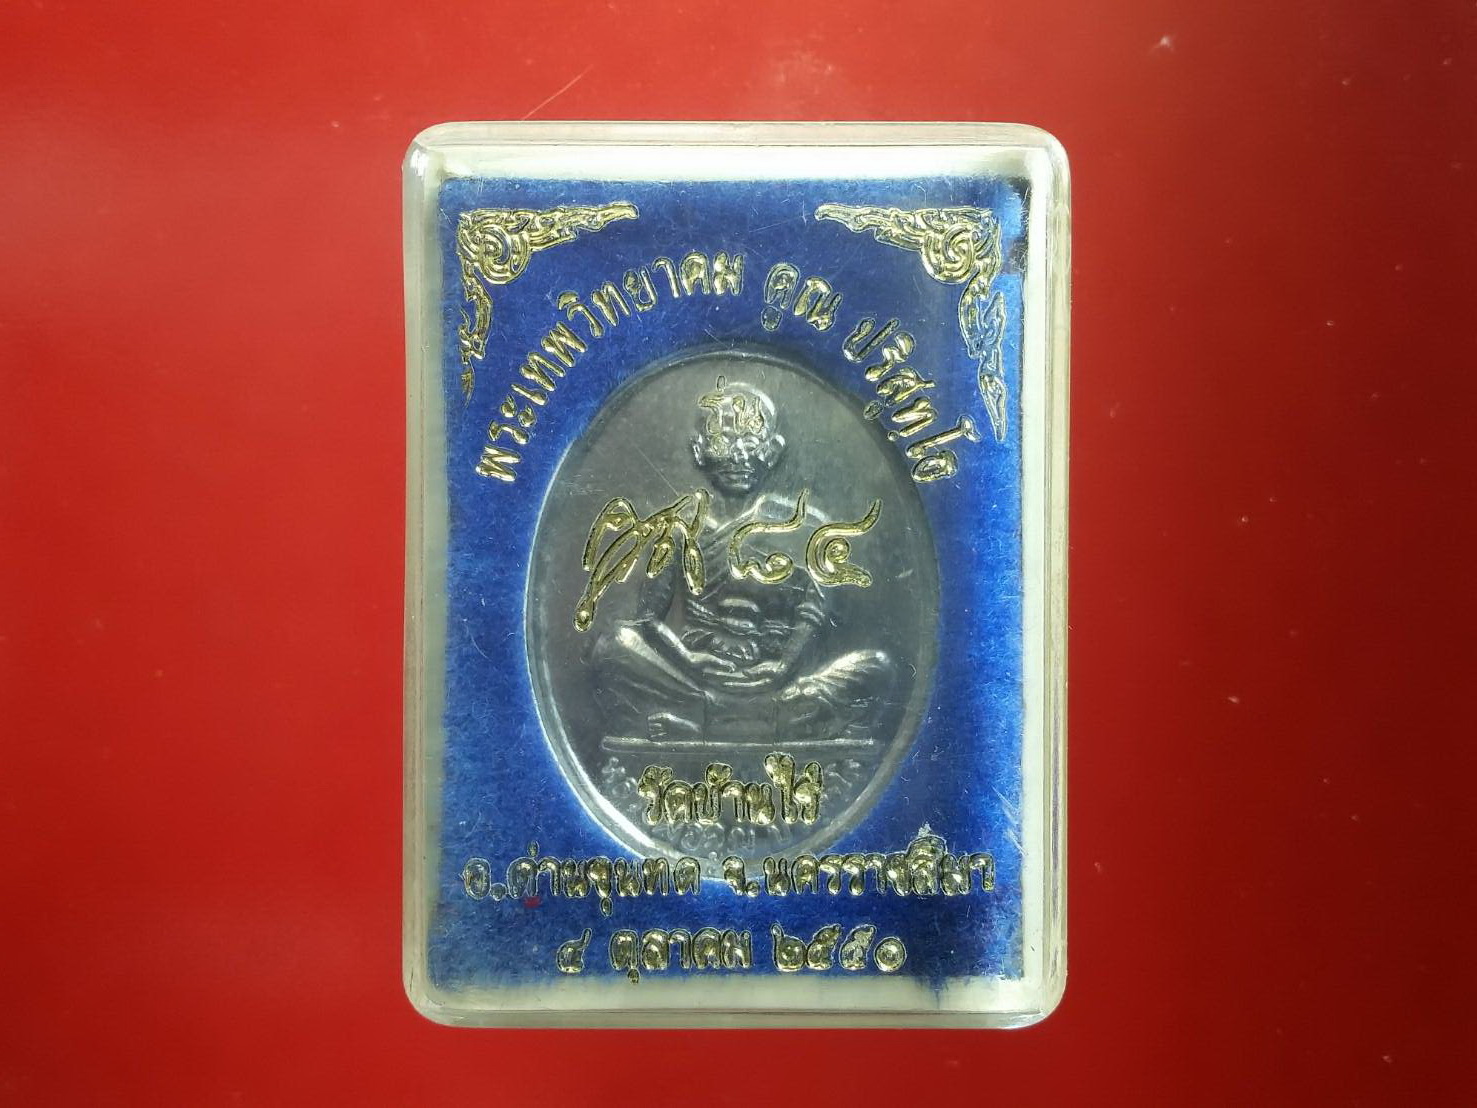 พระเทพวิทยาคม คูณ ปริสุทฺโธ
รุ่น
คูณ ๘๔
วัดบ้านไร่
อ.ด่านขุนทด จ.นครราชสีมา
๔ ตุลาคม ๒๕๕๐